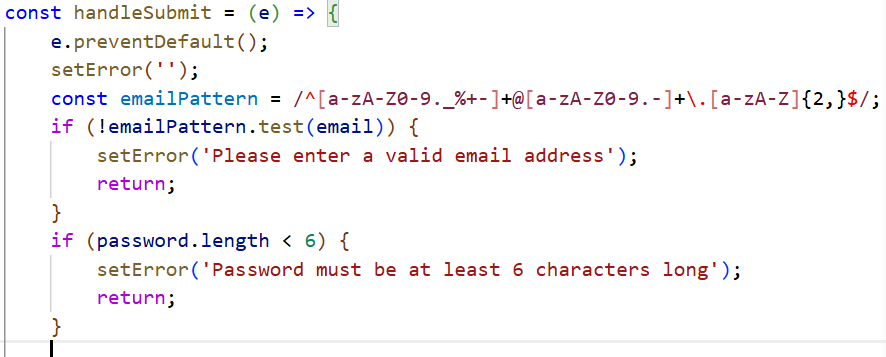 const handleSubmit = (e) => {
    e.preventDefault();
    setError('');
    const emailPattern = /^[a-zA-Z0-9._%+-]+@[a-zA-Z0-9.-]+\.[a-zA-Z]{2,}$/;
    if (!emailPattern.test(email)) {
        setError('Please enter a valid email address');
        return;
    }
    if (password.length < 6) {
        setError('Password must be at least 6 characters long');
        return;
    }